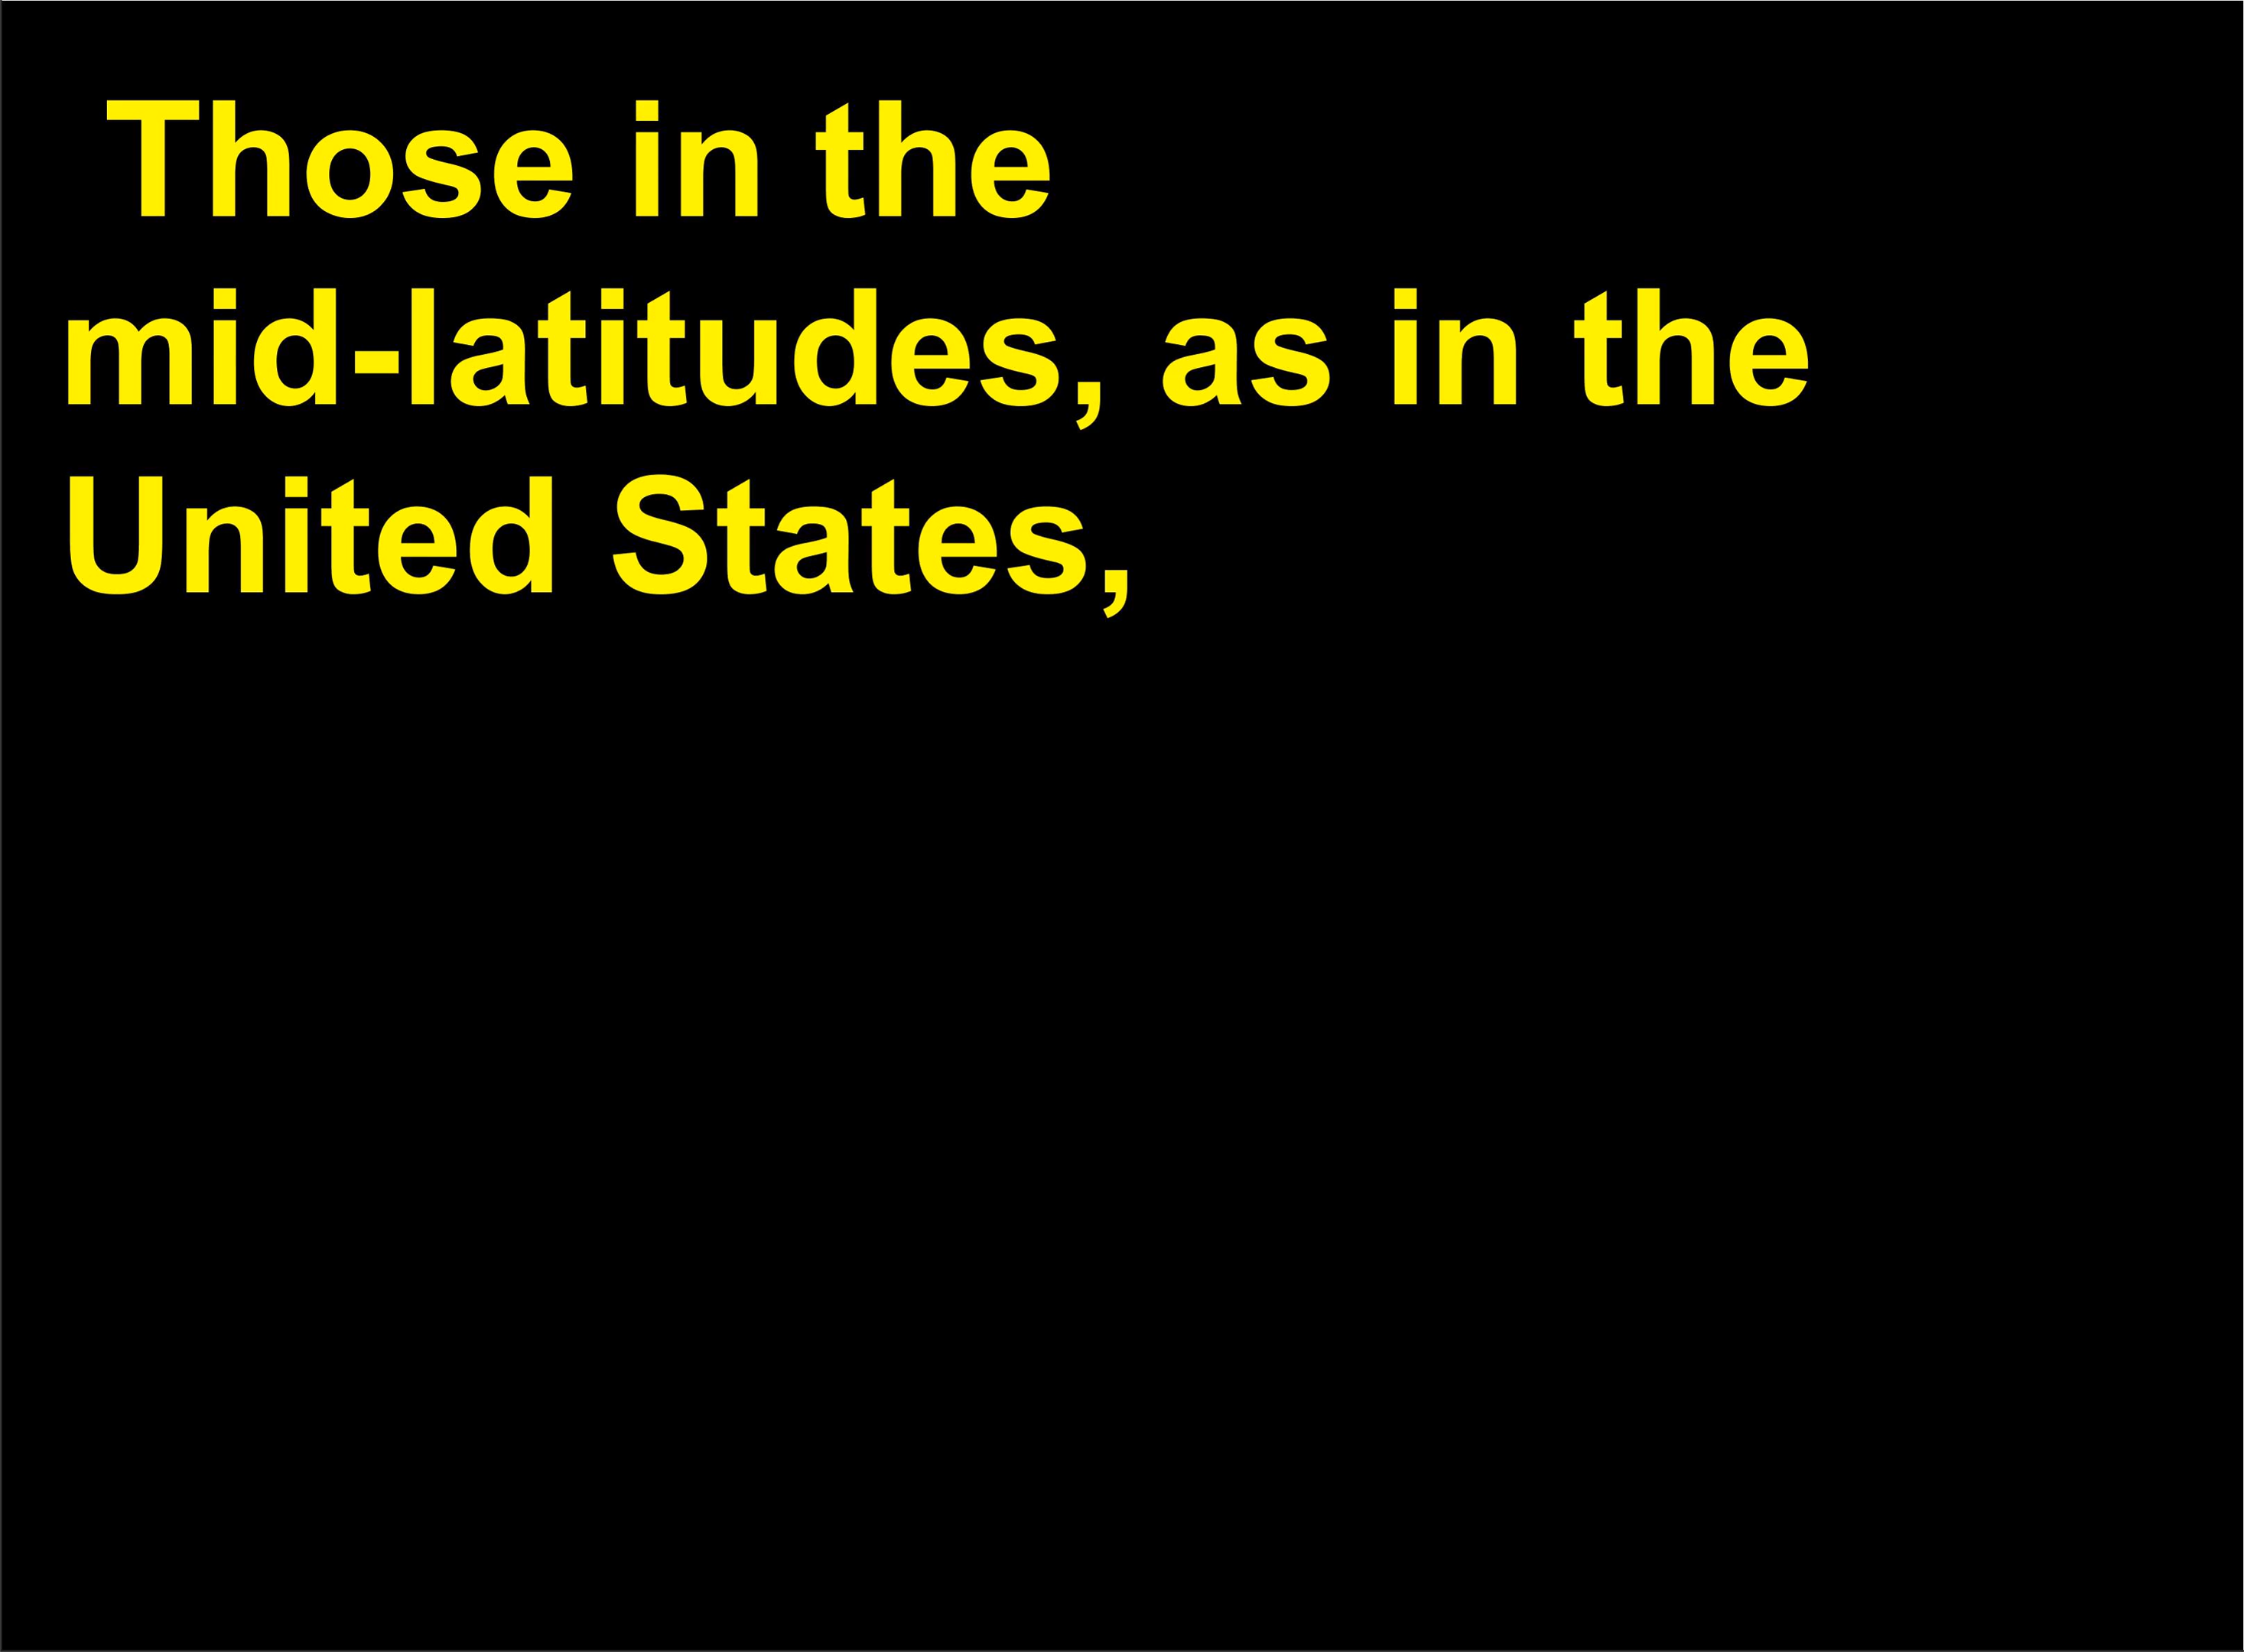 Those in the
mid-latitudes, as in the
United States,